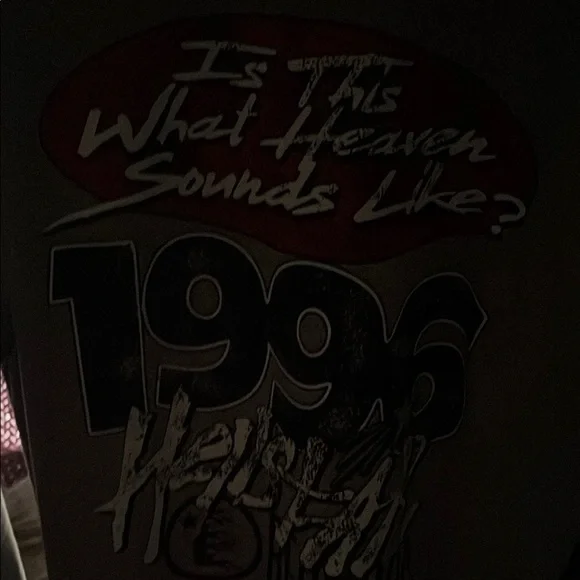 Is This
What Heaven
Sounds Like?
1996